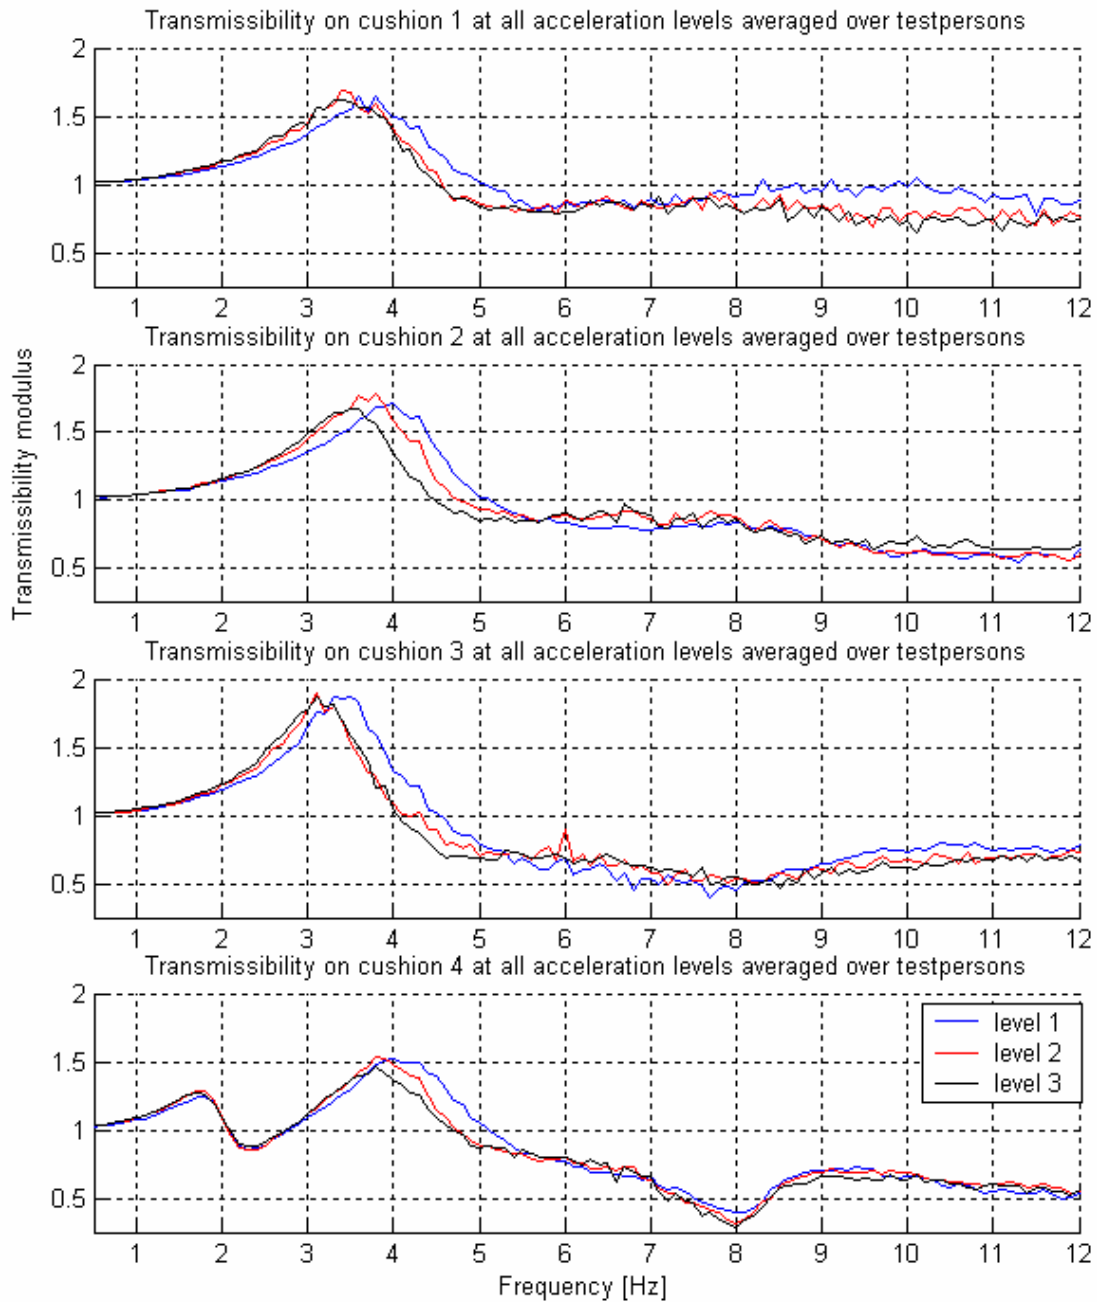 Transmissibility on cushion 1 at all acceleration levels averaged over testpersons
2
1.5
1
0.5
1 2 3 4 5 6 7 8 9 10 11 12
Transmissibility on cushion 2 at all acceleration levels averaged over testpersons
2
1.5
1
0.5
1 2 3 4 5 6 7 8 9 10 11 12
Transmissibility modulus
Transmissibility on cushion 3 at all acceleration levels averaged over testpersons
2
1.5
1
0.5
1 2 3 4 5 6 7 8 9 10 11 12
Transmissibility on cushion 4 at all acceleration levels averaged over testpersons
2
1.5
1
0.5
level 1
level 2
level 3
1 2 3 4 5 6 7 8 9 10 11 12
Frequency [Hz]